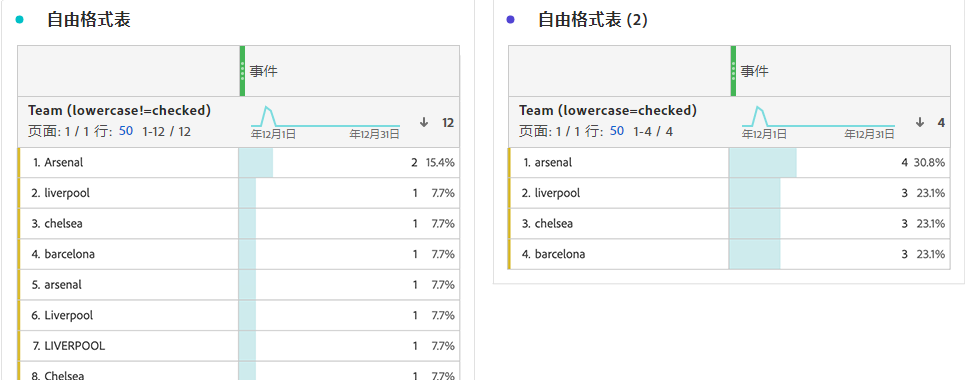 自由格式表
事件
Team (lowercase!=checked)
页面: 1 / 1 行: 50 1-12 / 12
年12月1日 年12月31日
12
1. Arsenal 2 15.4%
2. liverpool 1 7.7%
3. chelsea 1 7.7%
4. barcelona 1 7.7%
5. arsenal 1 7.7%
6. Liverpool 1 7.7%
7. LIVERPOOL 1 7.7%
8. Chelsea 1 7.7%
自由格式表 (2)
事件
Team (lowercase=checked)
页面: 1 / 1 行: 50 1-4 / 4
年12月1日 年12月31日
4
1. arsenal 4 30.8%
2. liverpool 3 23.1%
3. chelsea 3 23.1%
4. barcelona 3 23.1%